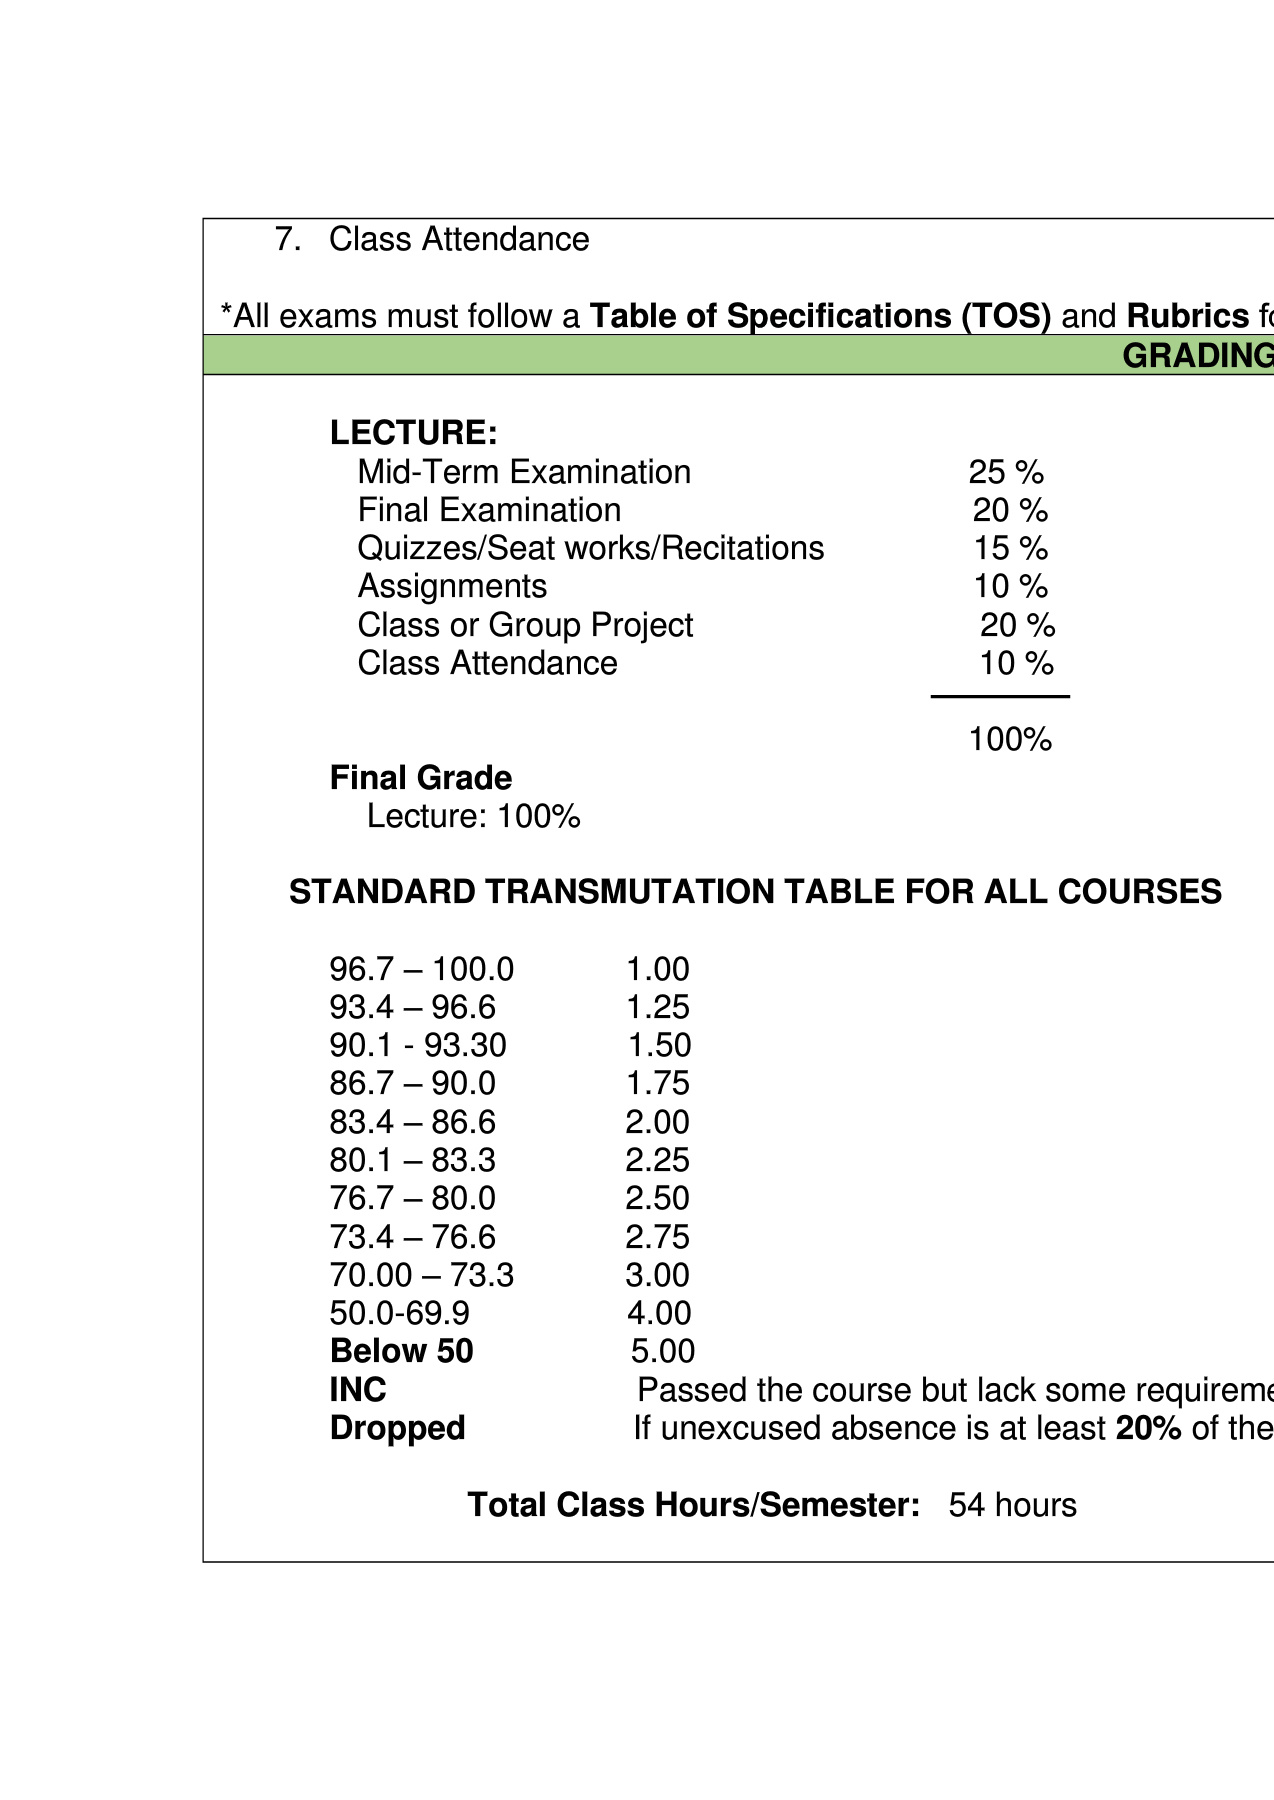 7. Class Attendance
*All exams must follow a Table of Specifications (TOS) and Rubrics
GRADING
LECTURE:
Mid-Term Examination 25 %
Final Examination 20 %
Quizzes/Seat works/Recitations 15 %
Assignments 10 %
Class or Group Project 20 %
Class Attendance 10 %
100%
Final Grade
Lecture: 100%
STANDARD TRANSMUTATION TABLE FOR ALL COURSES
96.7 – 100.0 1.00
93.4 – 96.6 1.25
90.1 - 93.30 1.50
86.7 – 90.0 1.75
83.4 – 86.6 2.00
80.1 – 83.3 2.25
76.7 – 80.0 2.50
73.4 – 76.6 2.75
70.00 – 73.3 3.00
50.0-69.9 4.00
Below 50 5.00
INC Passed the course but lack some
Dropped If unexcused absence is at least 20% of the
Total Class Hours/Semester: 54 hours